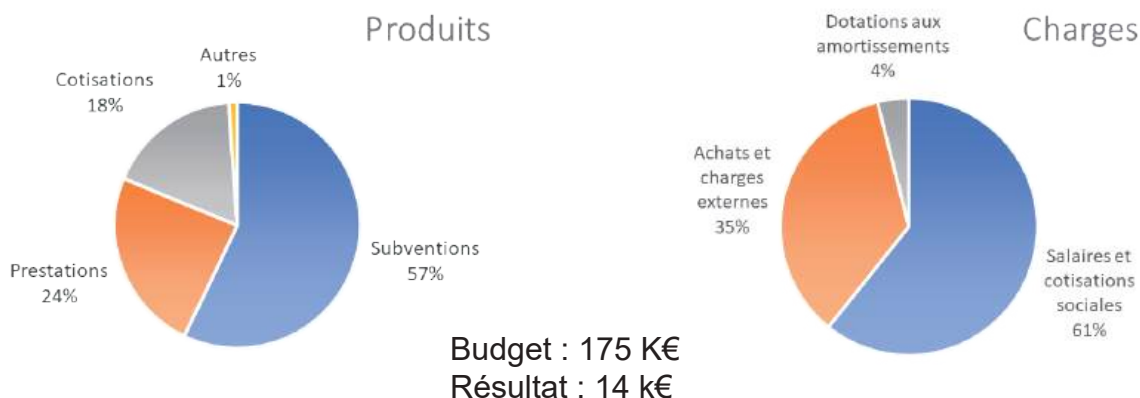 Produits
Autres
1%
Cotisations
18%
Prestations
24%
Subventions
57%
Charges
Dotations aux
amortissements
4%
Achats et
charges
externes
35%
Salaires et
cotisations
sociales
61%
Budget : 175 K€
Résultat : 14 k€